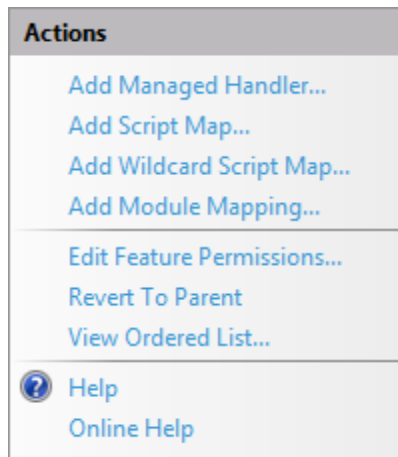 Actions
Add Managed Handler...
Add Script Map...
Add Wildcard Script Map...
Add Module Mapping...
Edit Feature Permissions...
Revert To Parent
View Ordered List...
Help
Online Help